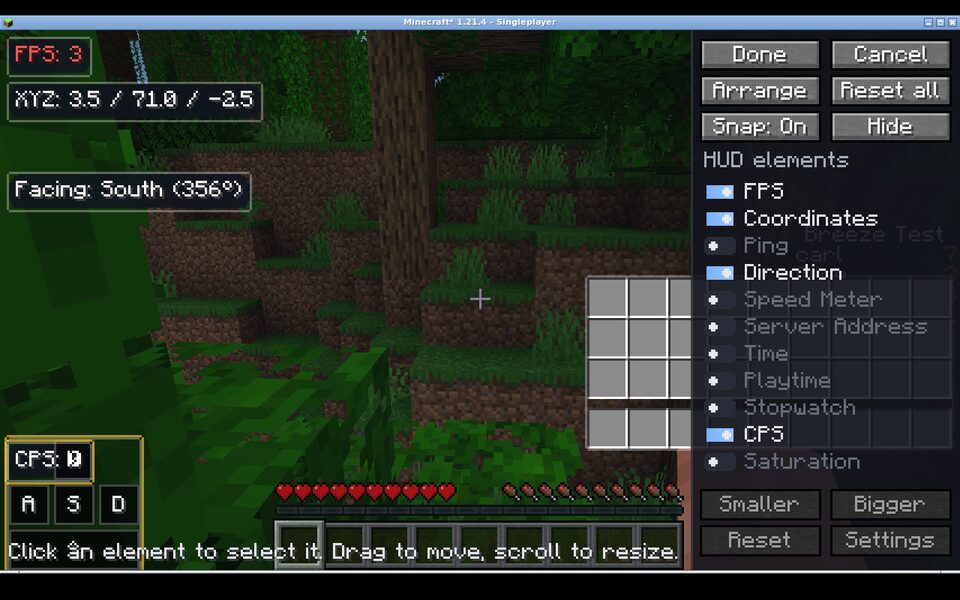 Minecraft* 1.21.4 - Singleplayer
FPS: 3
XYZ: 3.5 / 71.0 / -2.5
Facing: South (356°)
Done
Cancel
Arrange
Reset all
Snap: On
Hide
HUD elements
FPS
Coordinates
Ping
Breeze Test
carl
Direction
Speed Meter
Server Address
Time
Playtime
Stopwatch
CPS
Saturation
CPS: 0
A S D
Click an element to select it. Drag to move, scroll to resize.
Smaller
Bigger
Reset
Settings